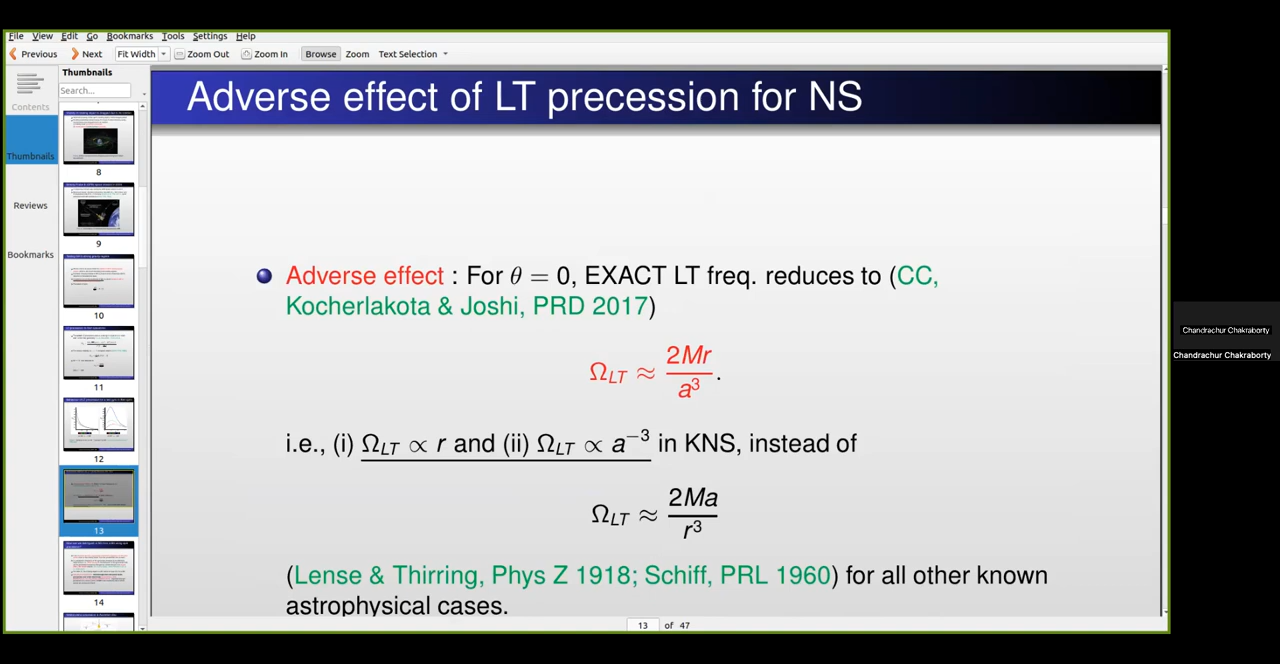 File View Edit Go Bookmarks Tools Settings Help
Previous Next Fit Width Zoom Out Zoom In Browse Zoom Text Selection
Contents
Thumbnails
Reviews
Bookmarks
Thumbnails
Search...
8
9
10
11
12
13
14
Adverse effect of LT precession for NS
Adverse effect : For θ = 0, EXACT LT freq. reduces to (CC,
Kocherlakota & Joshi, PRD 2017)
Ω_LT ≈ 2Mr/a³.
i.e., (i) Ω_LT ∝ r and (ii) Ω_LT ∝ a⁻³ in KNS, instead of
Ω_LT ≈ 2Ma/r³
(Lense & Thirring, Phys Z 1918; Schiff, PRL 1960) for all other known
astrophysical cases.
13 of 47
Chandrachur Chakraborty
Chandrachur Chakraborty